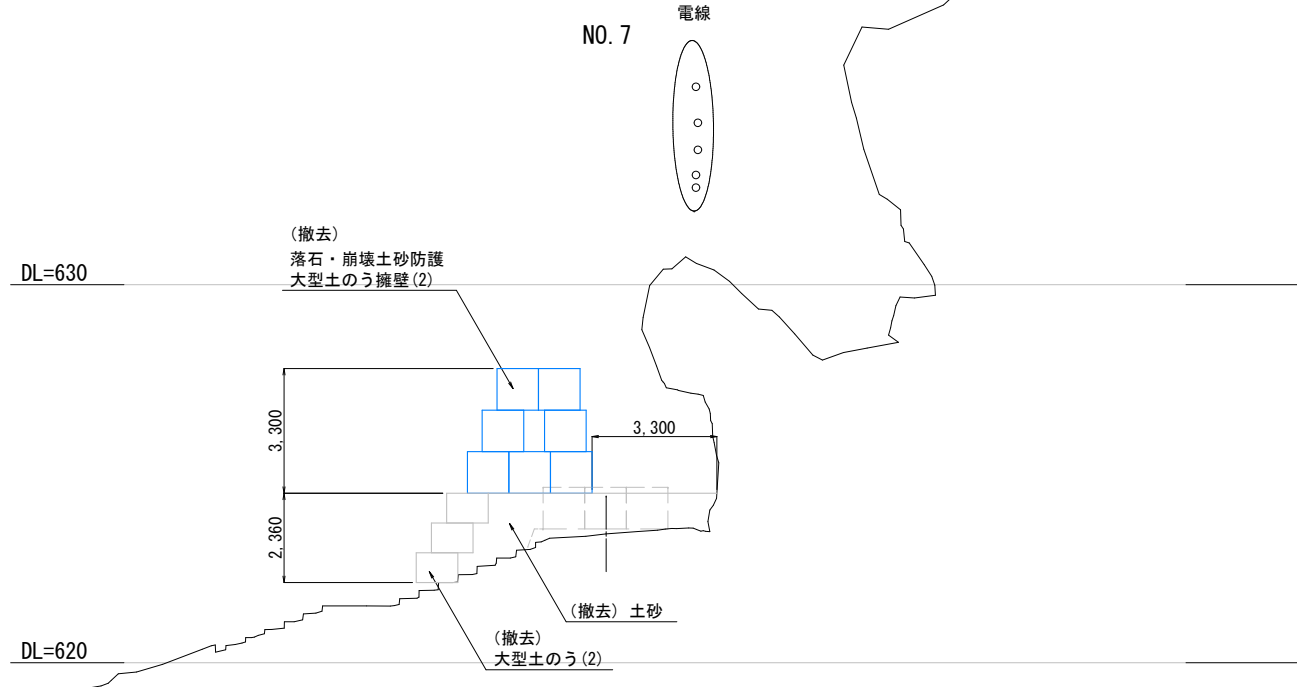 電線
NO. 7
(撤去)
落石・崩壊土砂防護
大型土のう擁壁(2)
DL=630
3,300
3,300
2,360
(撤去) 土砂
(撤去)
大型土のう(2)
DL=620